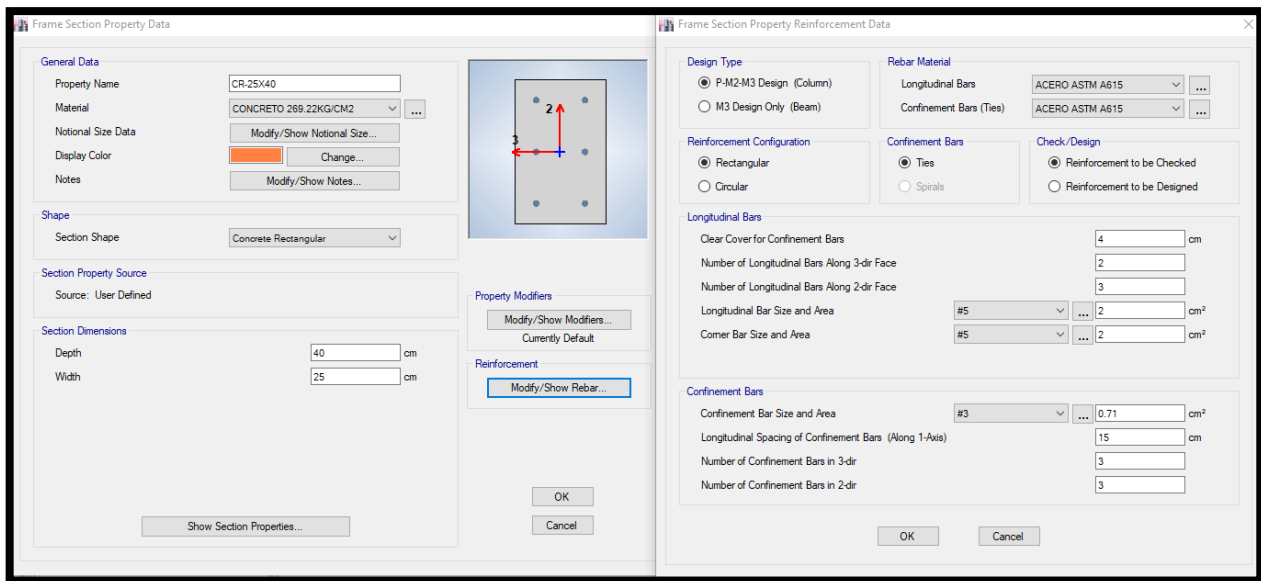 Frame Section Property Data
General Data
Property Name CR-25X40
Material CONCRETO 269.22KG/CM2 ...
Notional Size Data Modify/Show Notional Size...
Display Color Change...
Notes Modify/Show Notes...
Shape
Section Shape Concrete Rectangular
Section Property Source
Source: User Defined
Section Dimensions
Depth 40 cm
Width 25 cm
Show Section Properties...
2
3
Property Modifiers
Modify/Show Modifiers...
Currently Default
Reinforcement
Modify/Show Rebar...
OK
Cancel
Frame Section Property Reinforcement Data
Design Type
P-M2-M3 Design (Column)
M3 Design Only (Beam)
Rebar Material
Longitudinal Bars ACERO ASTM A615 ...
Confinement Bars (Ties) ACERO ASTM A615 ...
Reinforcement Configuration
Rectangular
Circular
Confinement Bars
Ties
Spirals
Check/Design
Reinforcement to be Checked
Reinforcement to be Designed
Longitudinal Bars
Clear Cover for Confinement Bars 4 cm
Number of Longitudinal Bars Along 3-dir Face 2
Number of Longitudinal Bars Along 2-dir Face 3
Longitudinal Bar Size and Area #5 ... 2 cm²
Corner Bar Size and Area #5 ... 2 cm²
Confinement Bars
Confinement Bar Size and Area #3 ... 0.71 cm²
Longitudinal Spacing of Confinement Bars (Along 1-Axis) 15 cm
Number of Confinement Bars in 3-dir 3
Number of Confinement Bars in 2-dir 3
OK Cancel